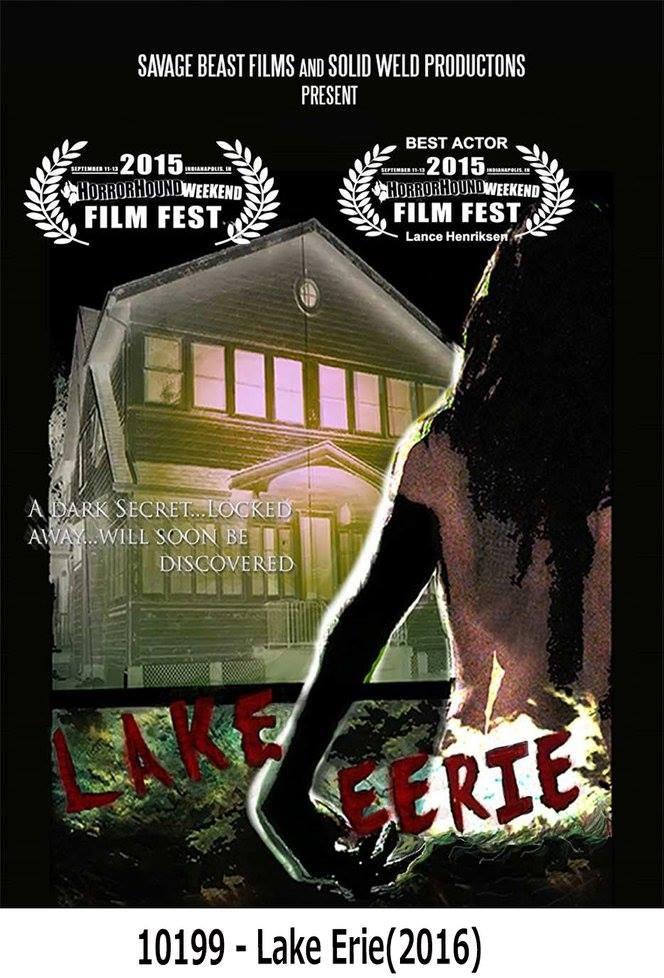 SAVAGE BEAST FILMS AND SOLID WELD PRODUCTONS
PRESENT
SEPTEMBER 11-13 2015 INDIANAPOLIS, IN
HORRORHOUND WEEKEND
FILM FEST
BEST ACTOR
SEPTEMBER 11-13 2015 INDIANAPOLIS, IN
HORRORHOUND WEEKEND
FILM FEST
Lance Henriksen
A DARK SECRET...LOCKED
AWAY...WILL SOON BE
DISCOVERED
LAKE
EERIE
10199 - Lake Erie(2016)